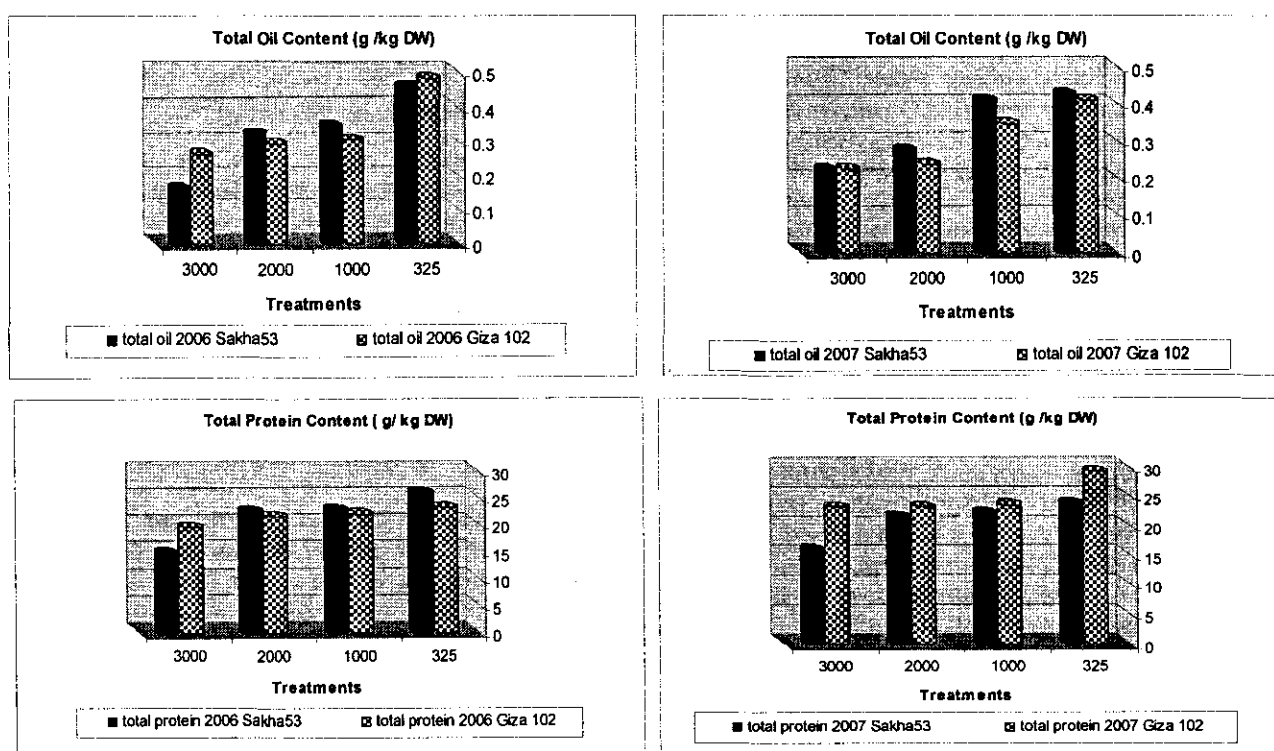 Total Oil Content (g /kg DW)
0.5
0.4
0.3
0.2
0.1
0
3000 2000 1000 325
Treatments
total oil 2006 Sakha53 total oil 2006 Giza 102
Total Oil Content (g /kg DW)
0.5
0.4
0.3
0.2
0.1
0
3000 2000 1000 325
Treatments
total oil 2007 Sakha53 total oil 2007 Giza 102
Total Protein Content ( g/ kg DW)
30
25
20
15
10
5
0
3000 2000 1000 325
Treatments
total protein 2006 Sakha53 total protein 2006 Giza 102
Total Protein Content (g /kg DW)
30
25
20
15
10
5
0
3000 2000 1000 325
Treatments
total protein 2007 Sakha53 total protein 2007 Giza 102